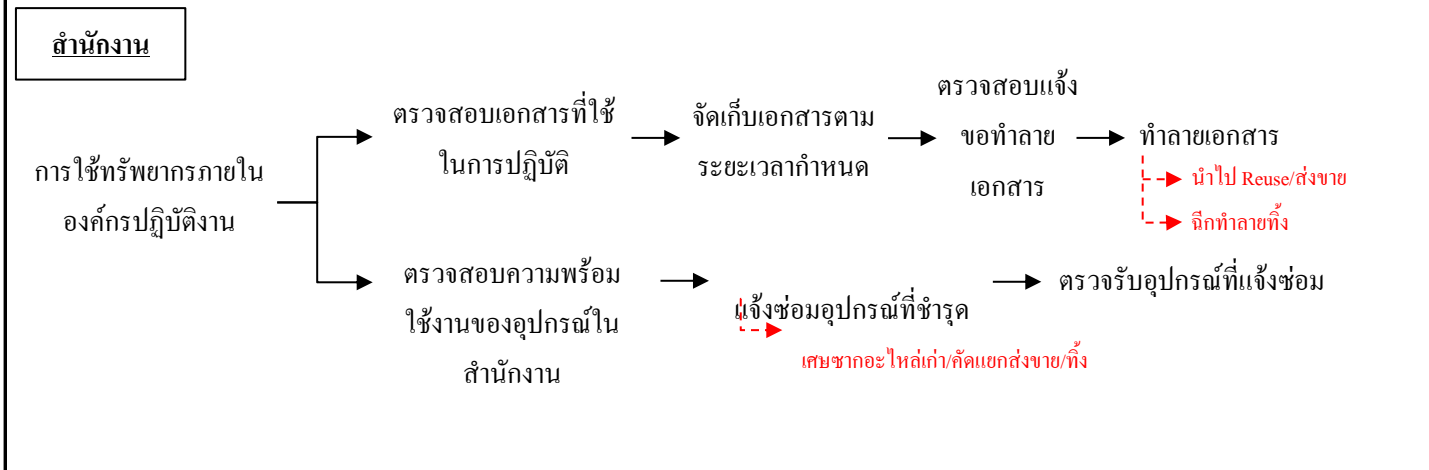 สำนักงาน
การใช้ทรัพยากรภายใน
องค์กรปฏิบัติงาน
ตรวจสอบเอกสารที่ใช้
ในการปฏิบัติ
จัดเก็บเอกสารตาม
ระยะเวลากำหนด
ตรวจสอบแจ้ง
ขอทำลาย
เอกสาร
ทำลายเอกสาร
นำไป Reuse/ส่งขาย
ฉีกทำลายทิ้ง
ตรวจสอบความพร้อม
ใช้งานของอุปกรณ์ใน
สำนักงาน
แจ้งซ่อมอุปกรณ์ที่ชำรุด
เศษซากอะไหล่เก่า/คัดแยกส่งขาย/ทิ้ง
ตรวจรับอุปกรณ์ที่แจ้งซ่อม